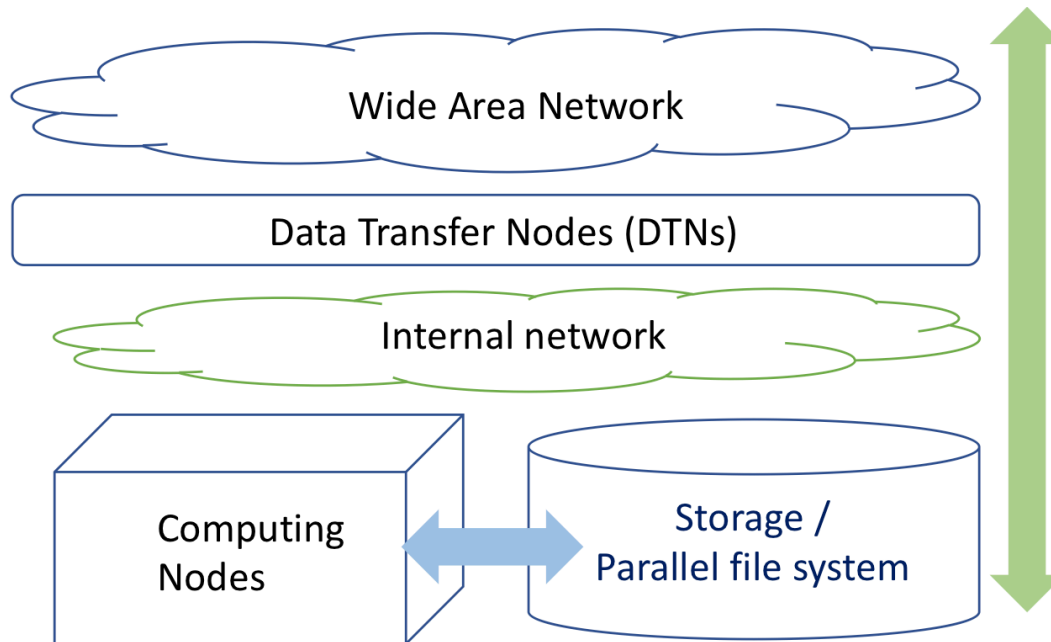 Wide Area Network
Data Transfer Nodes (DTNs)
Internal network
Computing
Nodes
Storage /
Parallel file system